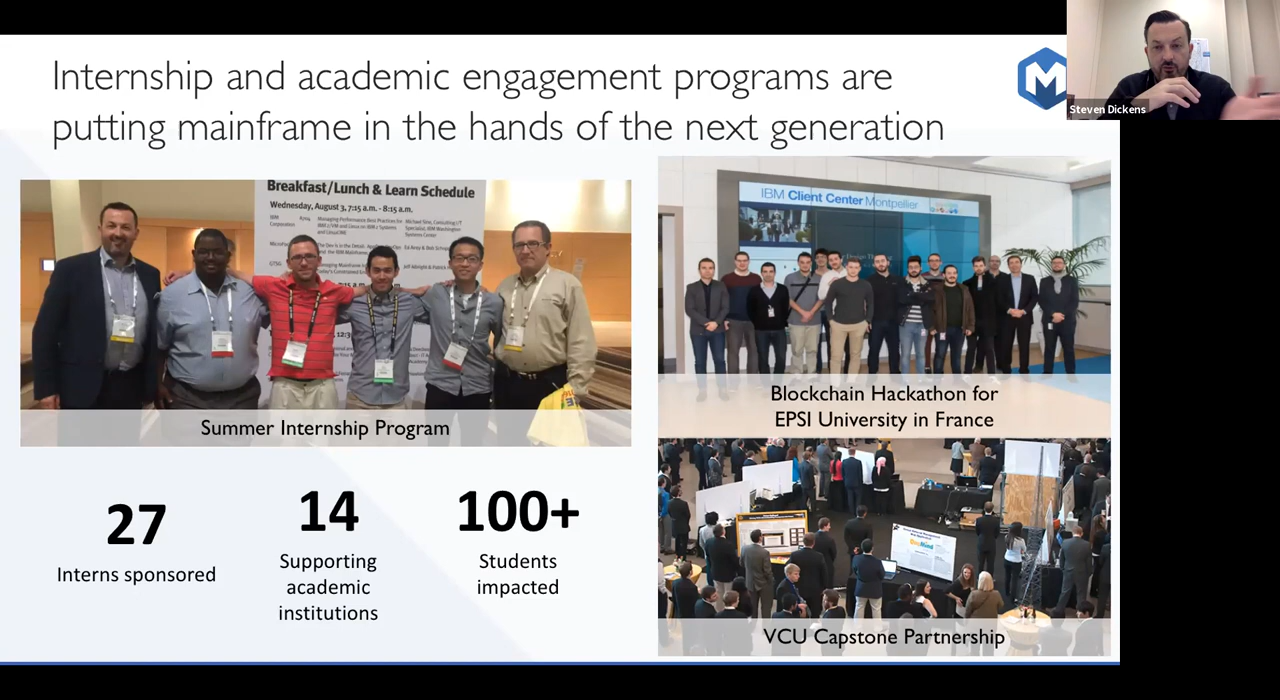 Internship and academic engagement programs are
putting mainframe in the hands of the next generation
M
Steven Dickens
Breakfast/Lunch & Learn Schedule
Wednesday, August 3, 7:15 a.m. - 8:15 a.m.
IBM Client Center Montpellier
Summer Internship Program
Blockchain Hackathon for
EPSI University in France
27
Interns sponsored
14
Supporting
academic
institutions
100+
Students
impacted
VCU Capstone Partnership